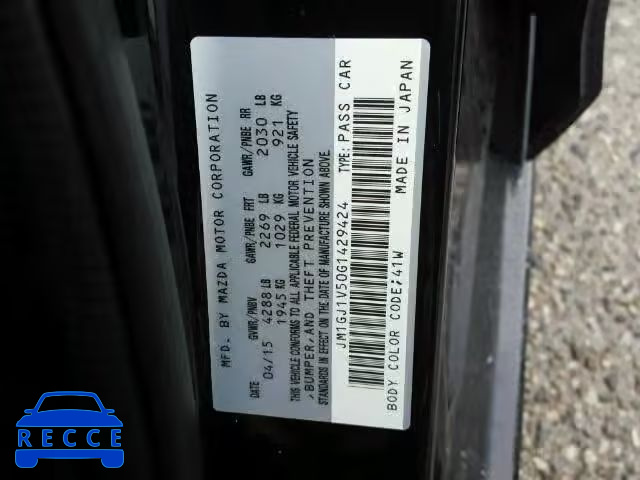 MFD. BY MAZDA MOTOR CORPORATION
DATE GVWR/PNBV GAWR/PNBE FRT GAWR/PNBE RR
04/15 4288 LB 2269 LB 2030 LB
1945 KG 1029 KG 921 KG
THIS VEHICLE CONFORMS TO ALL APPLICABLE FEDERAL MOTOR VEHICLE SAFETY
,BUMPER,AND THEFT PREVENTION
STANDARDS IN EFFECT ON THE DATE OF MANUFACTURE SHOWN ABOVE.
JM1GJ1V50G1429424 TYPE: PASS CAR
BODY COLOR CODE;41W MADE IN JAPAN
RECCE